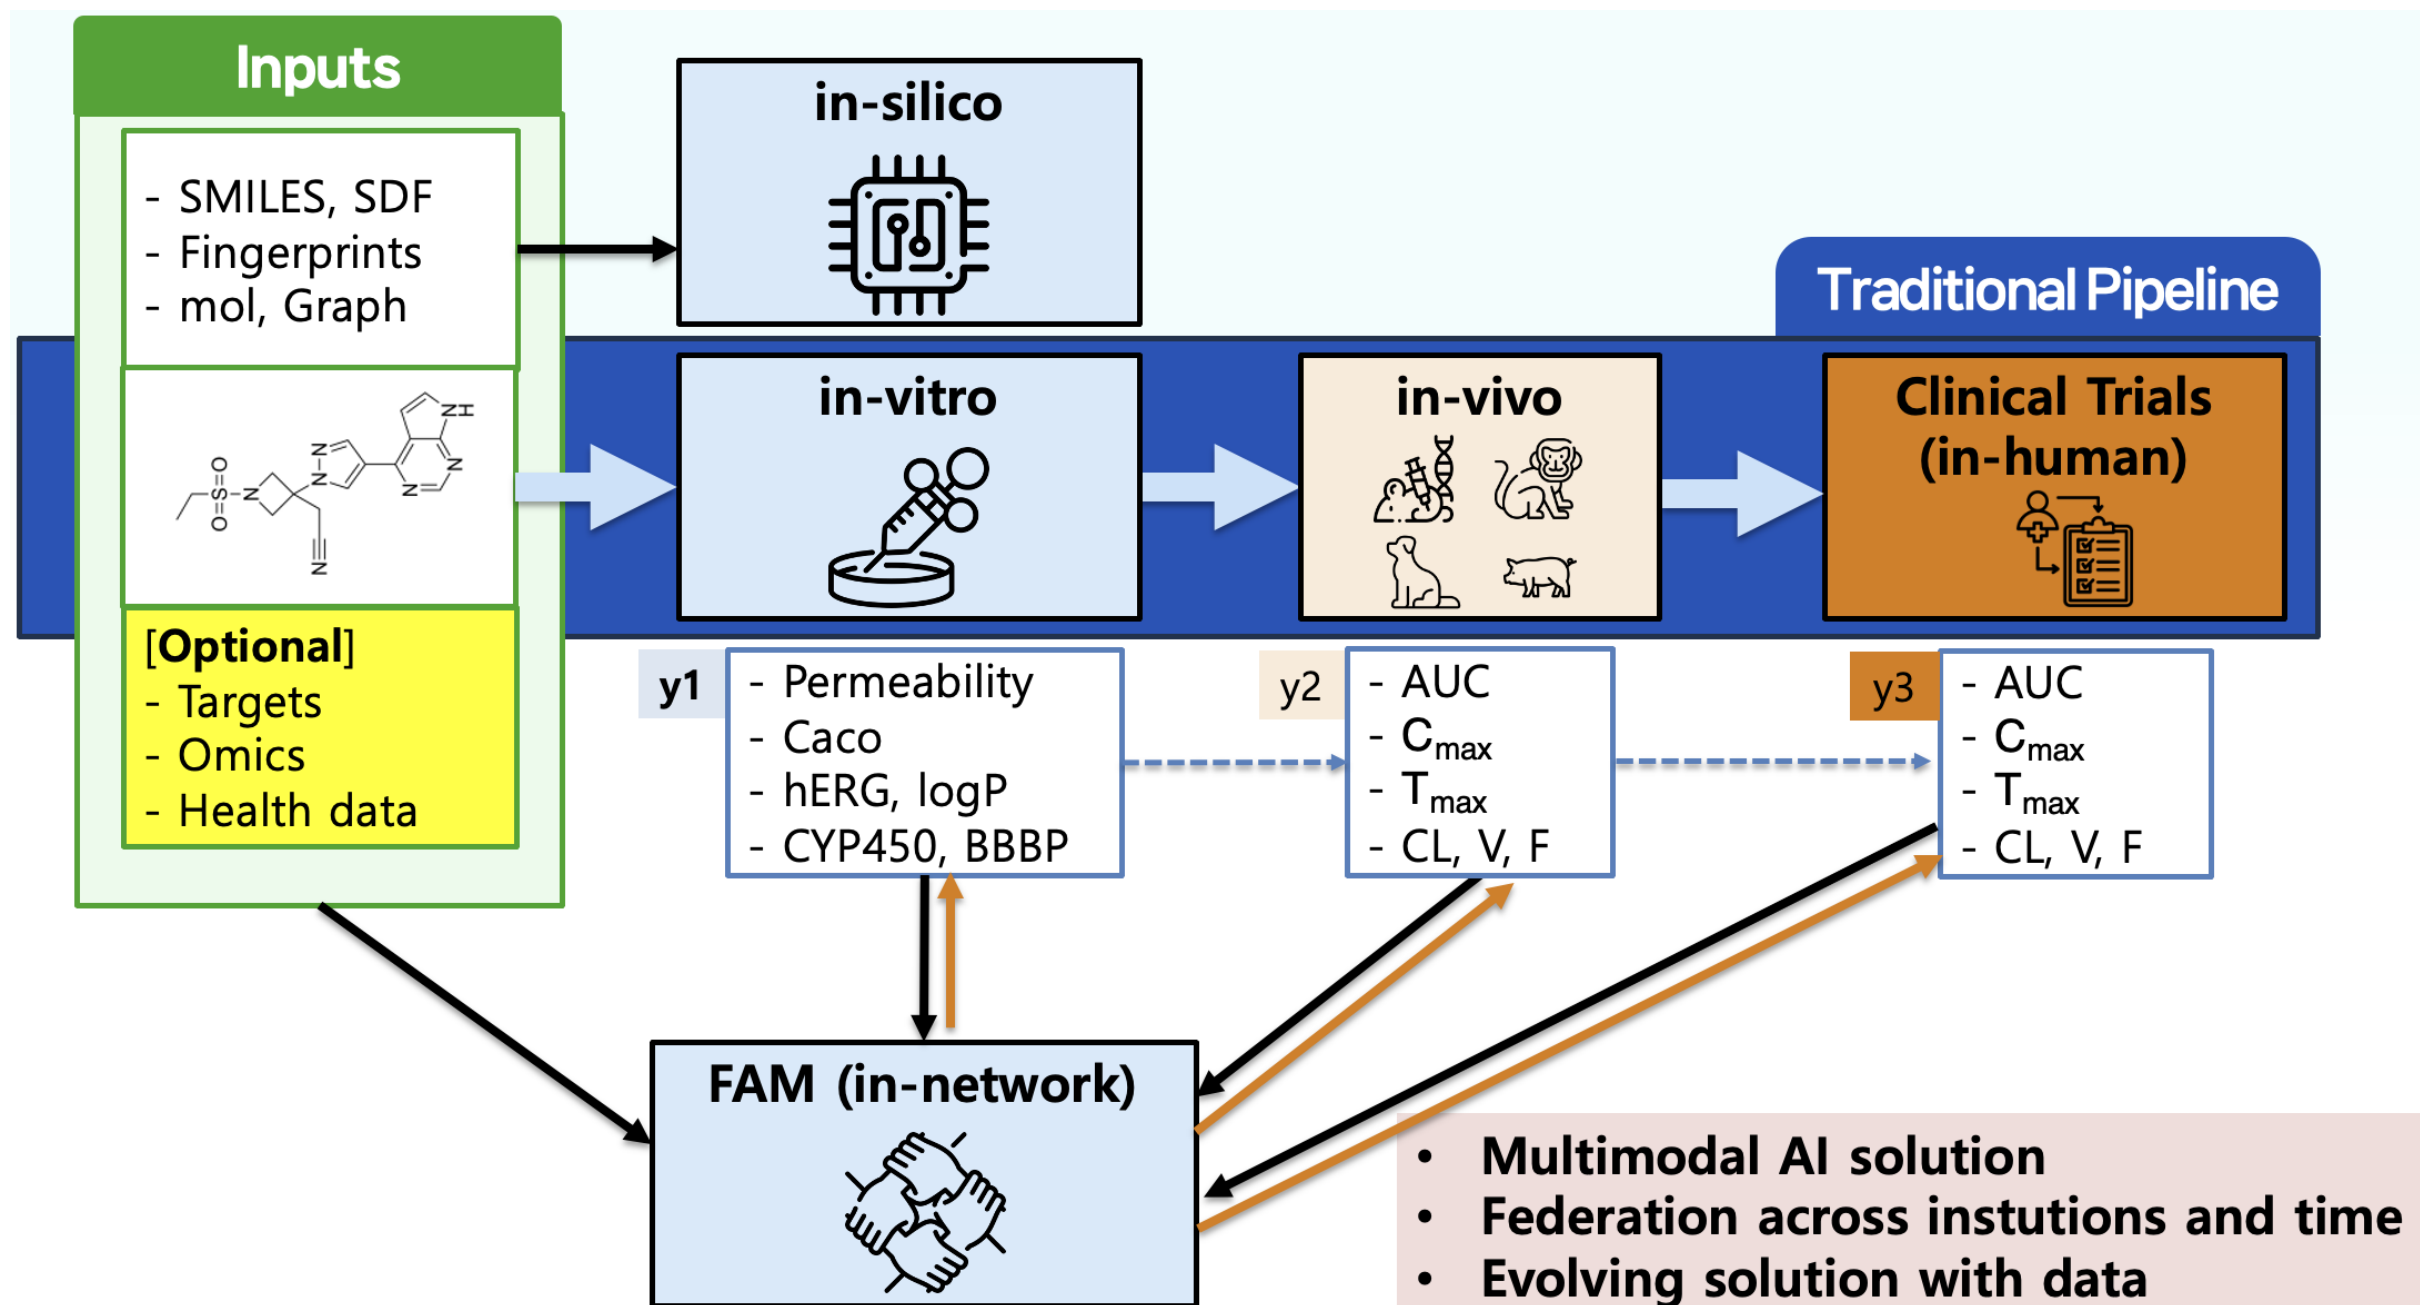 Inputs
- SMILES, SDF
- Fingerprints
- mol, Graph
N
NH
N
N
N
N
O
S
O
N
N
[Optional]
- Targets
- Omics
- Health data
in-silico
Traditional Pipeline
in-vitro
in-vivo
Clinical Trials
(in-human)
y1
- Permeability
- Caco
- hERG, logP
- CYP450, BBBP
y2
- AUC
- Cmax
- Tmax
- CL, V, F
y3
- AUC
- Cmax
- Tmax
- CL, V, F
FAM (in-network)
• Multimodal AI solution
• Federation across instutions and time
• Evolving solution with data